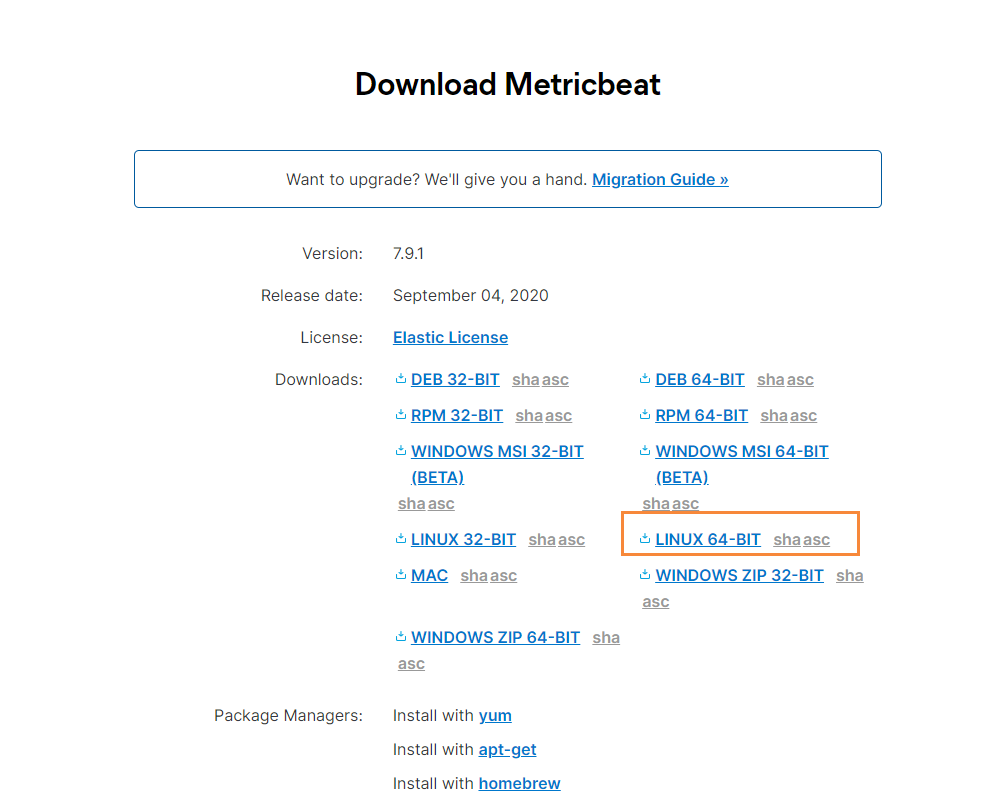 Download Metricbeat
Want to upgrade? We'll give you a hand. Migration Guide »
Version: 7.9.1
Release date: September 04, 2020
License: Elastic License
Downloads: DEB 32-BIT sha asc DEB 64-BIT sha asc
RPM 32-BIT sha asc RPM 64-BIT sha asc
WINDOWS MSI 32-BIT WINDOWS MSI 64-BIT
(BETA) (BETA)
sha asc sha asc
LINUX 32-BIT sha asc LINUX 64-BIT sha asc
MAC sha asc WINDOWS ZIP 32-BIT sha
asc
WINDOWS ZIP 64-BIT sha
asc
Package Managers: Install with yum
Install with apt-get
Install with homebrew